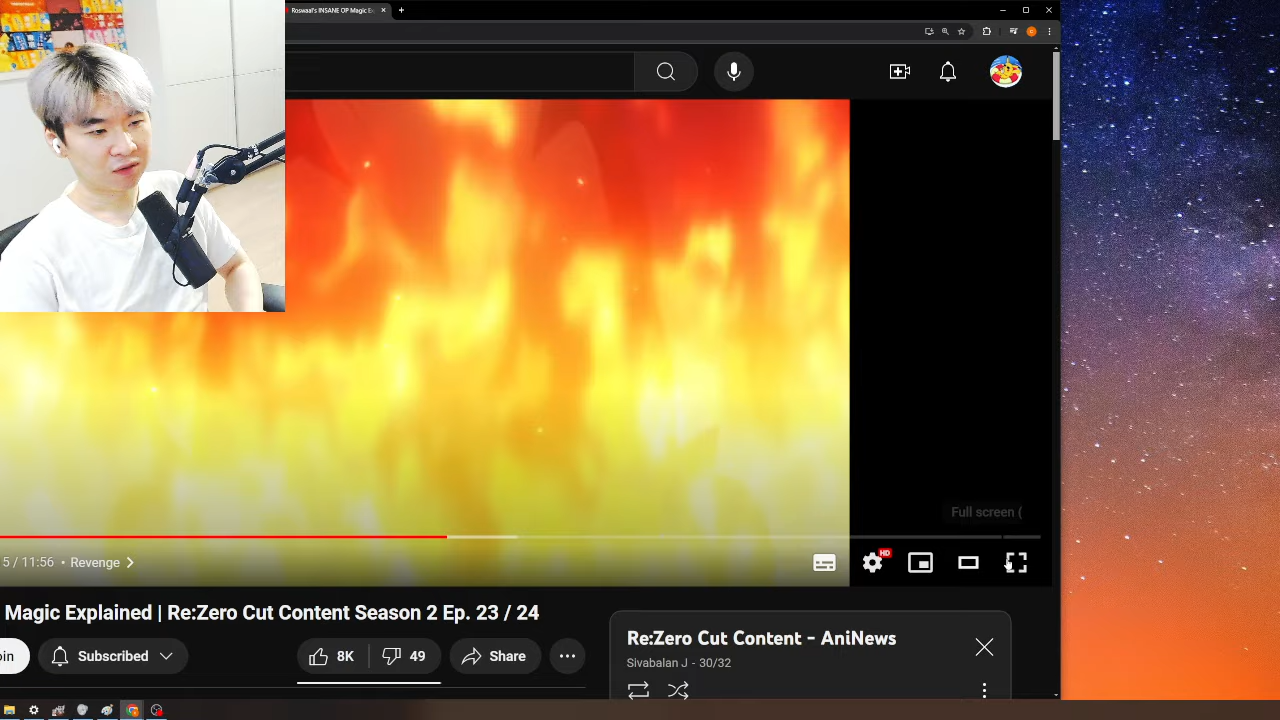 Roswaal's INSANE OP Magic E
Full screen (
5 / 11:56 • Revenge
HD
Magic Explained | Re:Zero Cut Content Season 2 Ep. 23 / 24
Subscribed
8K
49
Share
Re:Zero Cut Content - AniNews
Sivabalan J - 30/32